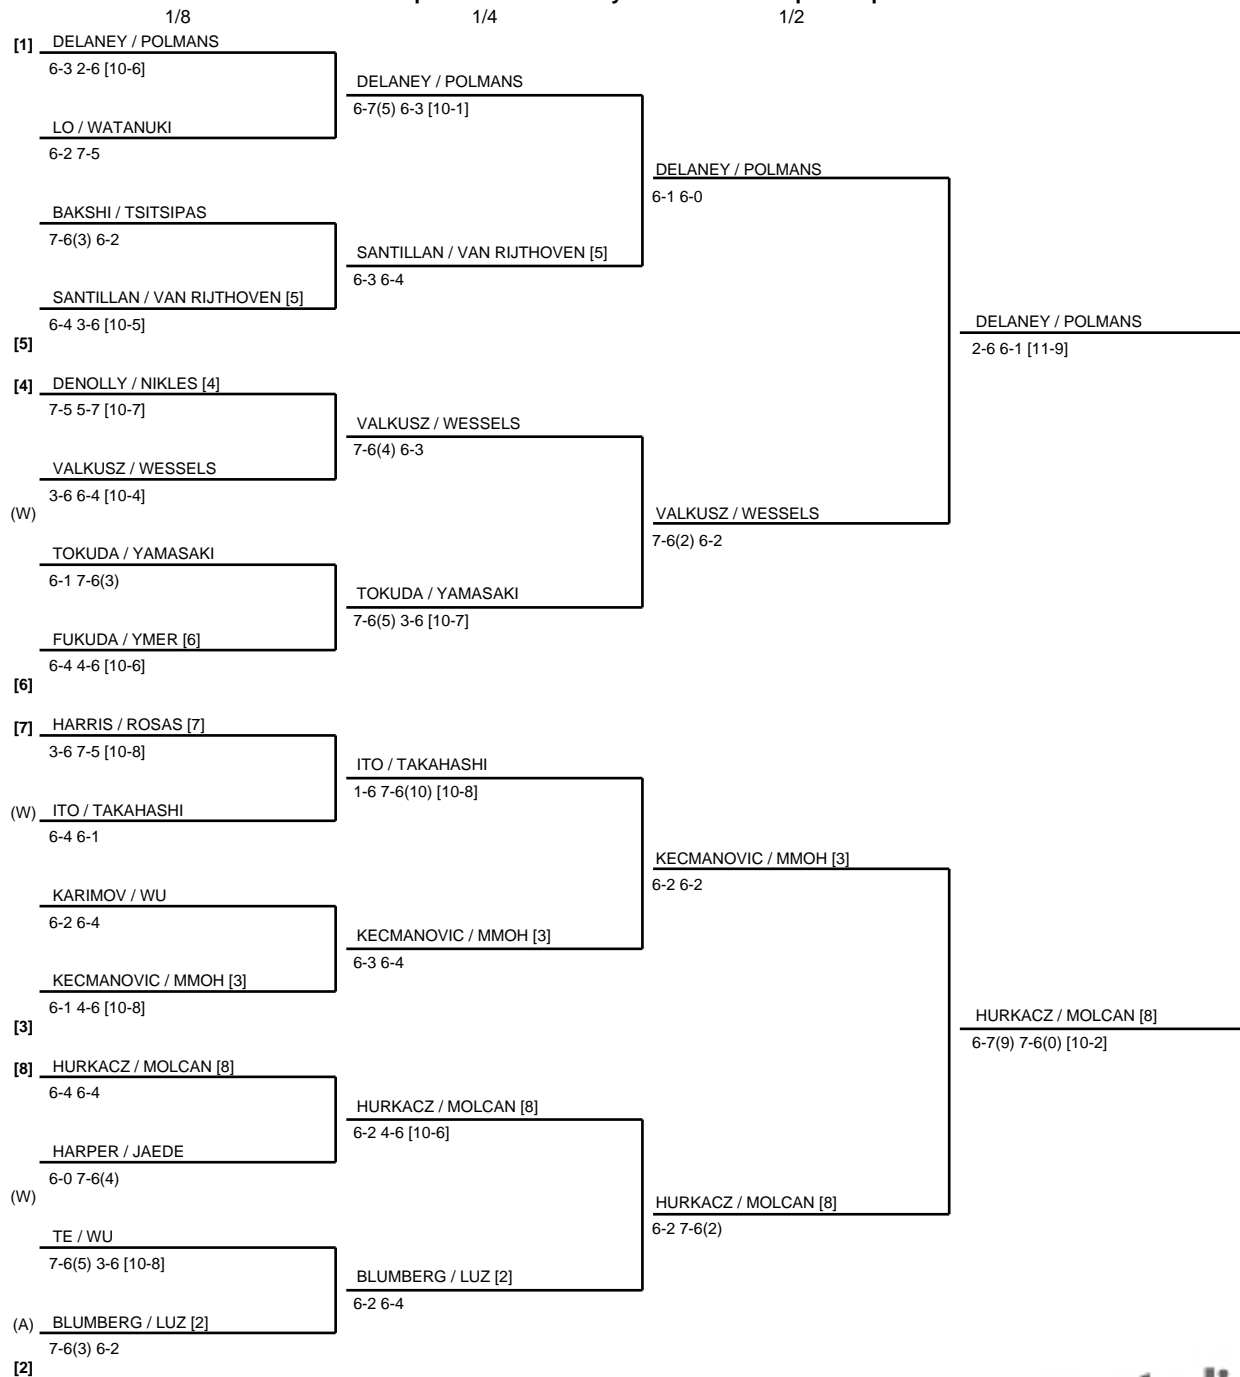 1/8 1/4 1/2
[1] DELANEY / POLMANS
6-3 2-6 [10-6]
DELANEY / POLMANS
6-7(5) 6-3 [10-1]
LO / WATANUKI
6-2 7-5
DELANEY / POLMANS
6-1 6-0
BAKSHI / TSITSIPAS
7-6(3) 6-2
SANTILLAN / VAN RIJTHOVEN [5]
6-3 6-4
SANTILLAN / VAN RIJTHOVEN [5]
6-4 3-6 [10-5]
[5]
DELANEY / POLMANS
2-6 6-1 [11-9]
[4] DENOLLY / NIKLES [4]
7-5 5-7 [10-7]
VALKUSZ / WESSELS
7-6(4) 6-3
VALKUSZ / WESSELS
3-6 6-4 [10-4]
(W)
VALKUSZ / WESSELS
7-6(2) 6-2
TOKUDA / YAMASAKI
6-1 7-6(3)
TOKUDA / YAMASAKI
7-6(5) 3-6 [10-7]
FUKUDA / YMER [6]
6-4 4-6 [10-6]
[6]
[7] HARRIS / ROSAS [7]
3-6 7-5 [10-8]
ITO / TAKAHASHI
1-6 7-6(10) [10-8]
(W) ITO / TAKAHASHI
6-4 6-1
KECMANOVIC / MMOH [3]
6-2 6-2
KARIMOV / WU
6-2 6-4
KECMANOVIC / MMOH [3]
6-3 6-4
KECMANOVIC / MMOH [3]
6-1 4-6 [10-8]
[3]
HURKACZ / MOLCAN [8]
6-7(9) 7-6(0) [10-2]
[8] HURKACZ / MOLCAN [8]
6-4 6-4
HURKACZ / MOLCAN [8]
6-2 4-6 [10-6]
HARPER / JAEDE
6-0 7-6(4)
(W)
HURKACZ / MOLCAN [8]
6-2 7-6(2)
TE / WU
7-6(5) 3-6 [10-8]
BLUMBERG / LUZ [2]
6-2 6-4
(A) BLUMBERG / LUZ [2]
7-6(3) 6-2
[2]